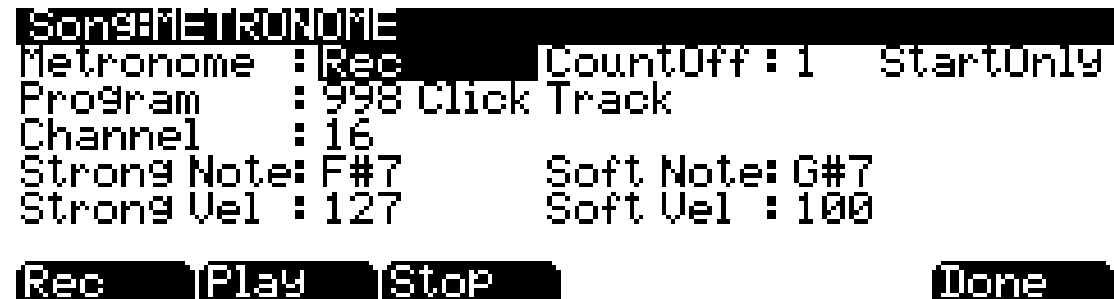 Song:METRONOME
Metronome :Rec CountOff:1 StartOnly
Program :998 Click Track
Channel :16
Strong Note:F#7 Soft Note:G#7
Strong Vel :127 Soft Vel :100
Rec Play Stop Done